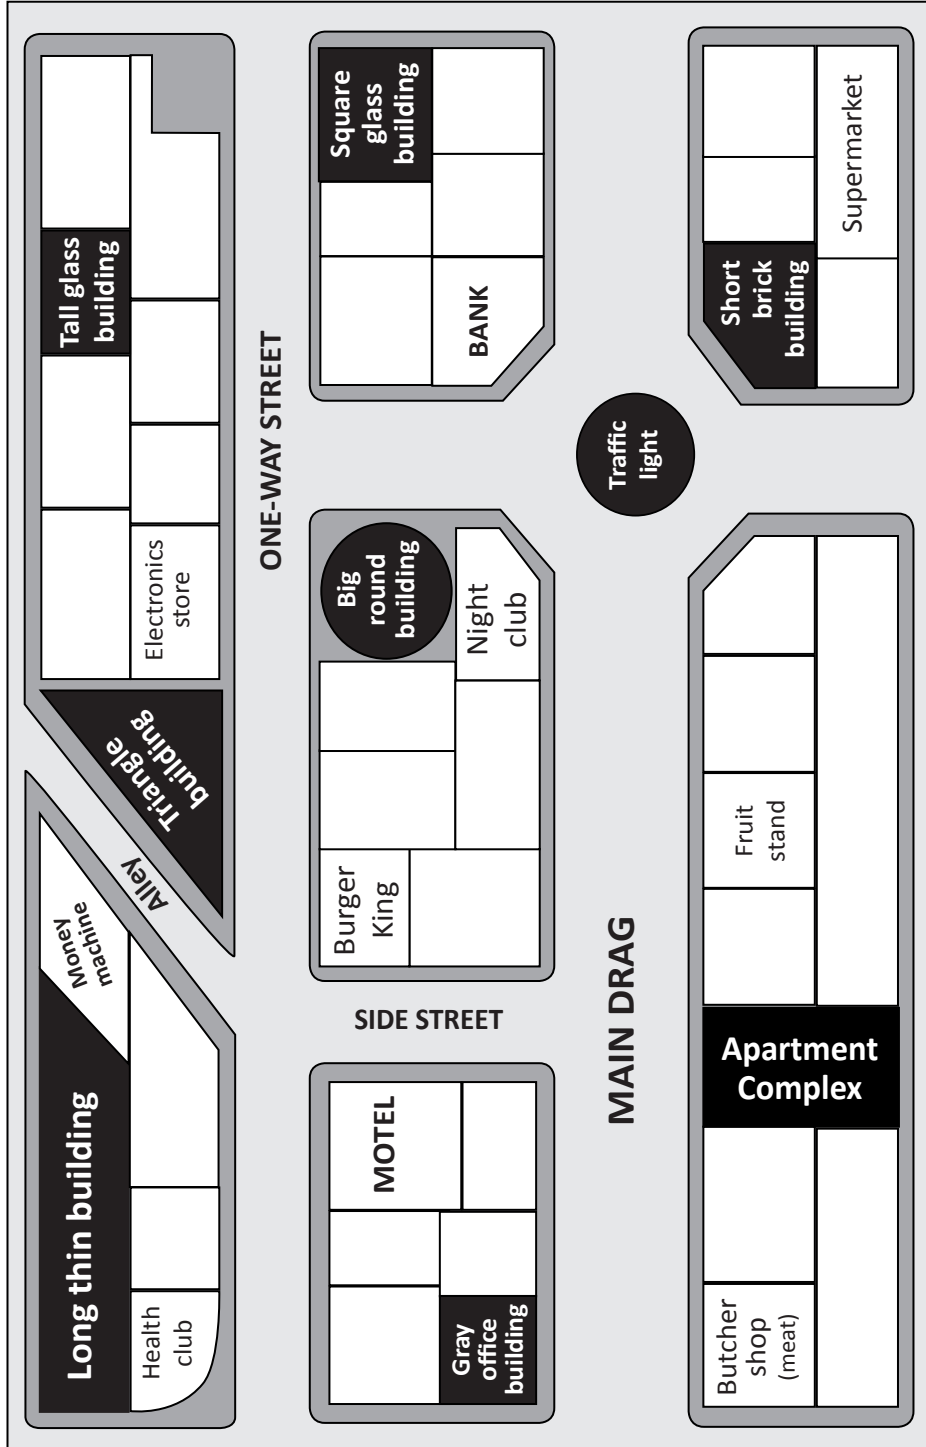 Tall glass
building
Electronics
store
Triangle
building
Alley
Money
machine
Long thin building
Health
club
ONE-WAY STREET
Square
glass
building
BANK
Big
round
building
Night
club
Burger
King
SIDE STREET
MOTEL
Gray
office
building
Traffic
light
MAIN DRAG
Supermarket
Short
brick
building
Fruit
stand
Apartment
Complex
Butcher
shop
(meat)